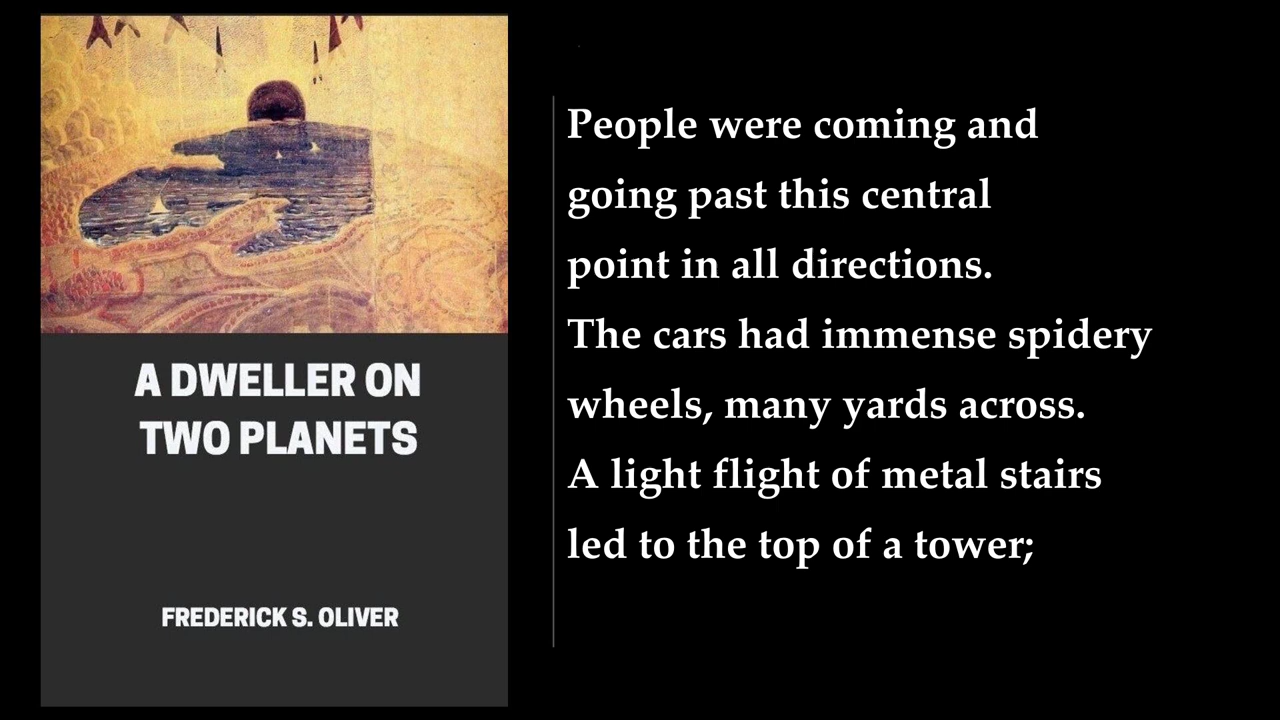 A DWELLER ON
TWO PLANETS
FREDERICK S. OLIVER
People were coming and
going past this central
point in all directions.
The cars had immense spidery
wheels, many yards across.
A light flight of metal stairs
led to the top of a tower;